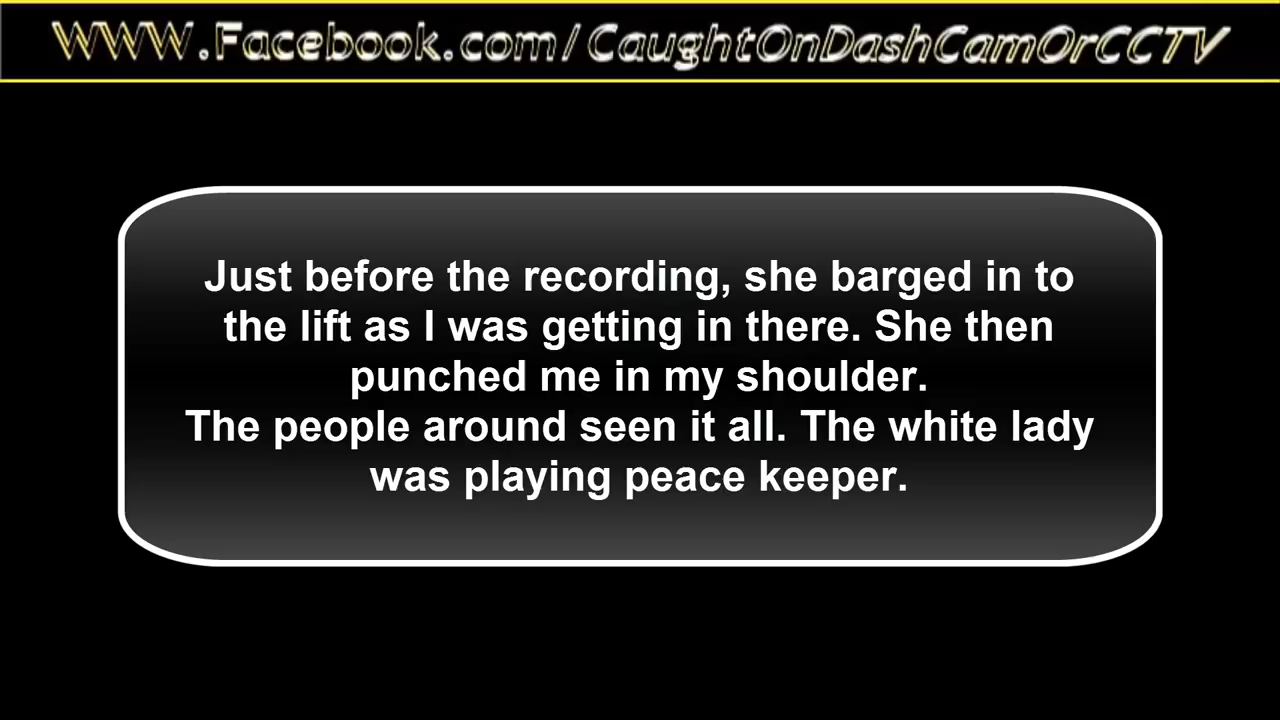 WWW.Facebook.com/CaughtOnDashCamOrCCTV
Just before the recording, she barged in to
the lift as I was getting in there. She then
punched me in my shoulder.
The people around seen it all. The white lady
was playing peace keeper.